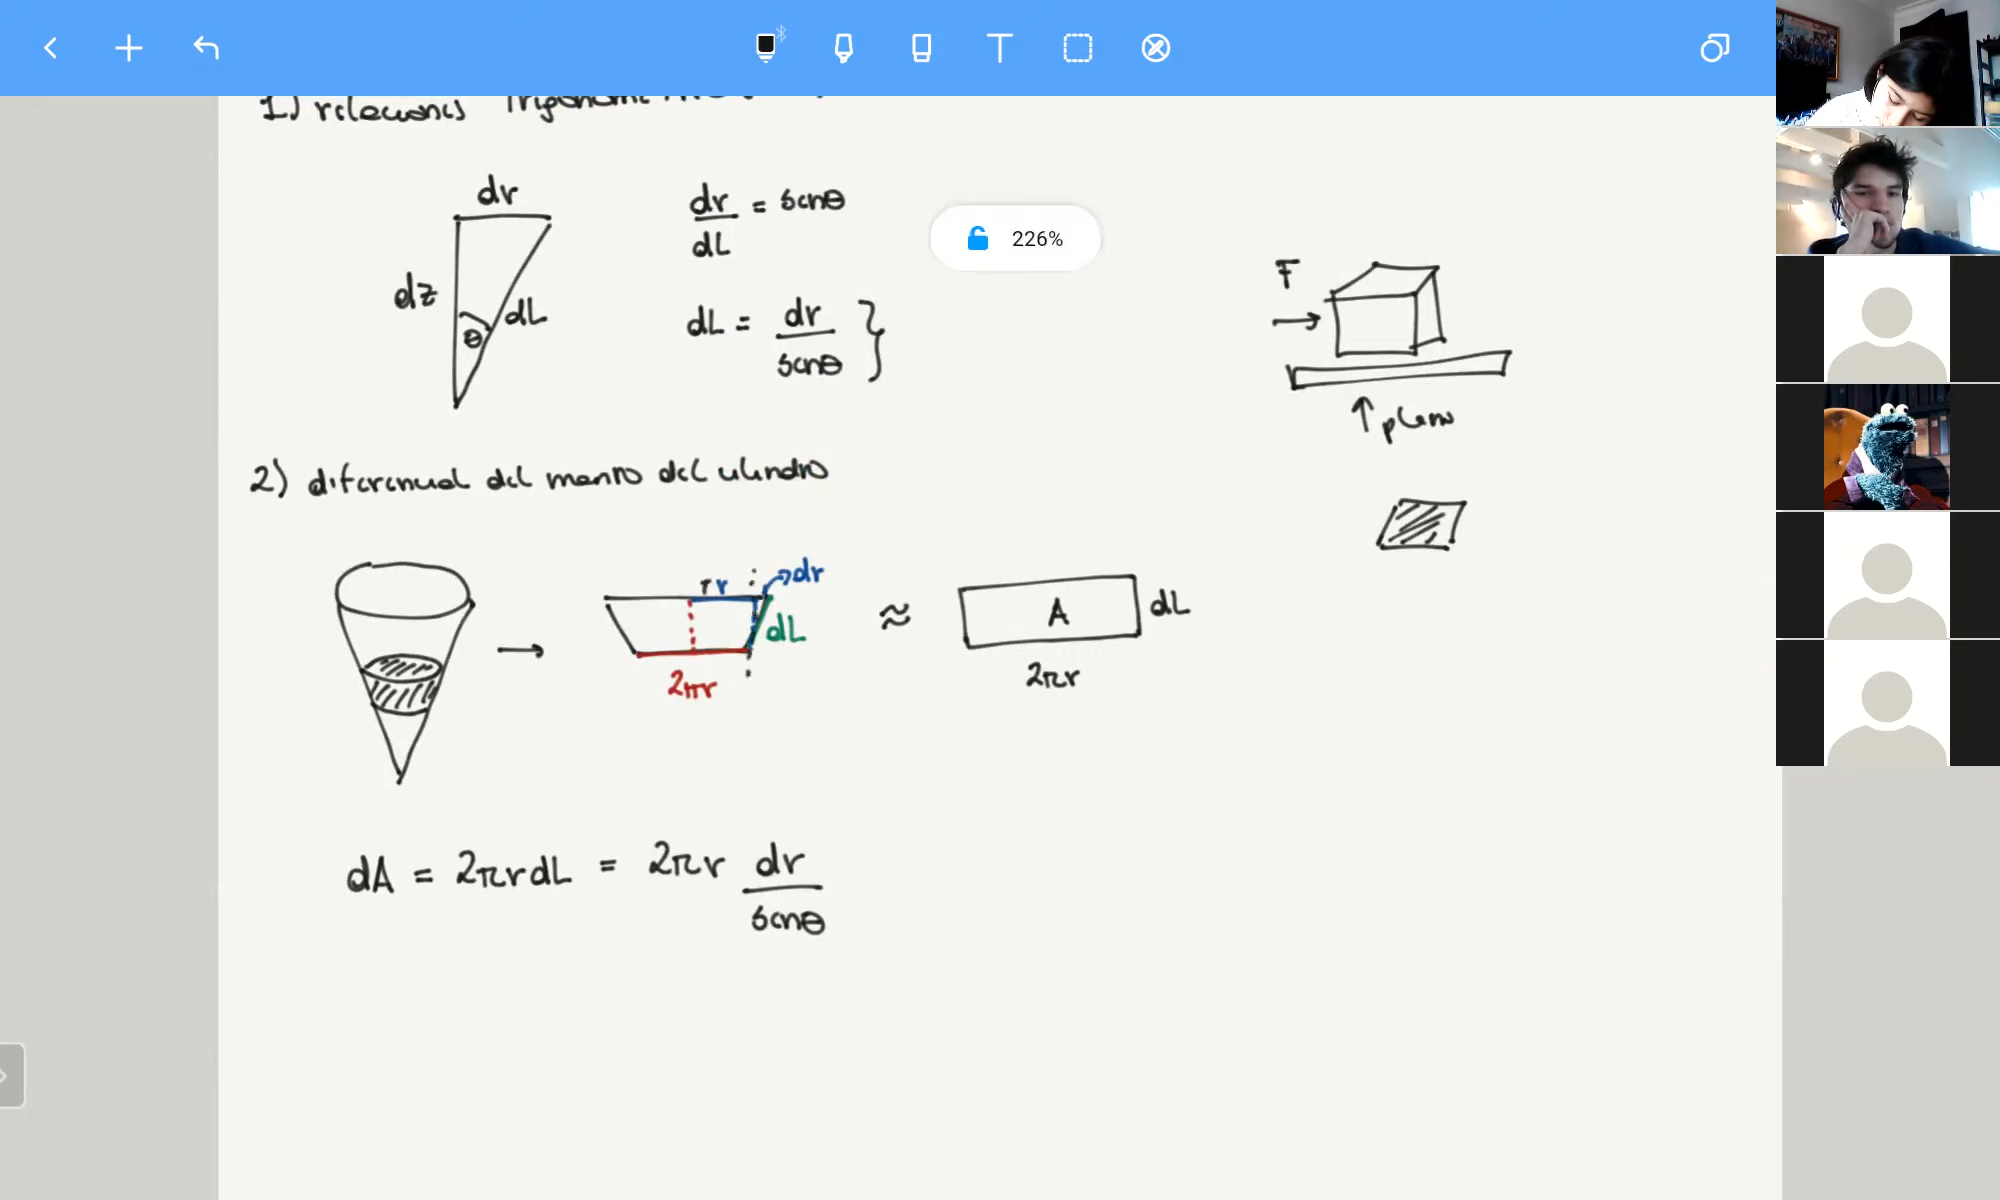 1) relaciones Trigonome
dr
dr/dL = senθ
226%
dz
θ
dL
dL = dr/senθ }
F
↑ plano
2) diferencial del manto del cilindro
r
dr
dL
2πr
≈
A
dL
2πr
dA = 2πrdL = 2πr dr/senθ